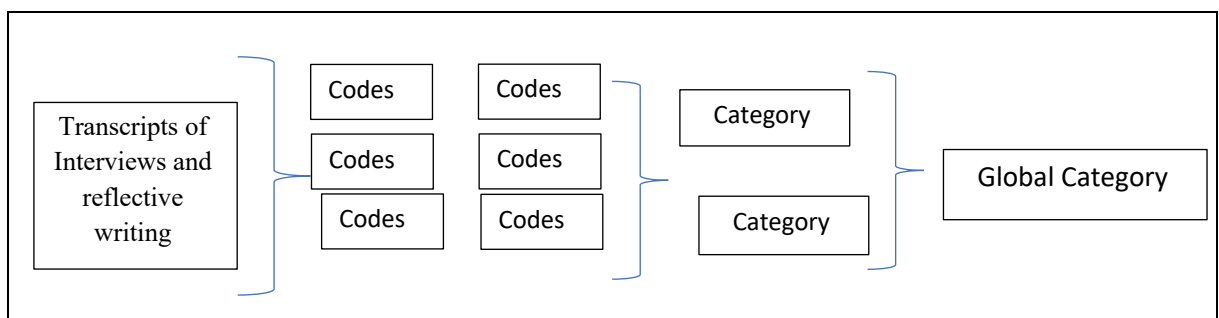 Transcripts of
Interviews and
reflective
writing
Codes
Codes
Codes
Codes
Codes
Codes
Category
Category
Global Category